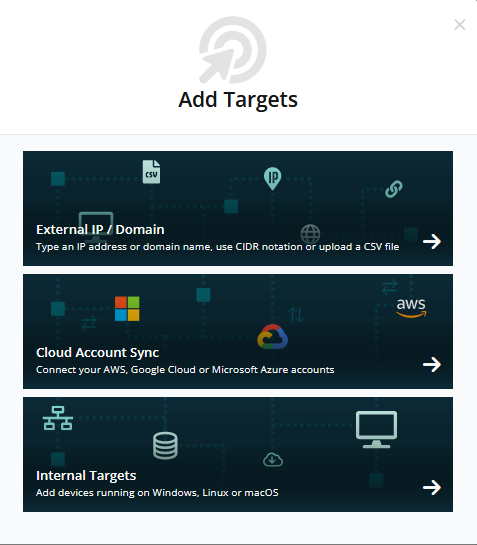 Add Targets
CSV
IP
External IP / Domain
Type an IP address or domain name, use CIDR notation or upload a CSV file
aws
Cloud Account Sync
Connect your AWS, Google Cloud or Microsoft Azure accounts
Internal Targets
Add devices running on Windows, Linux or macOS